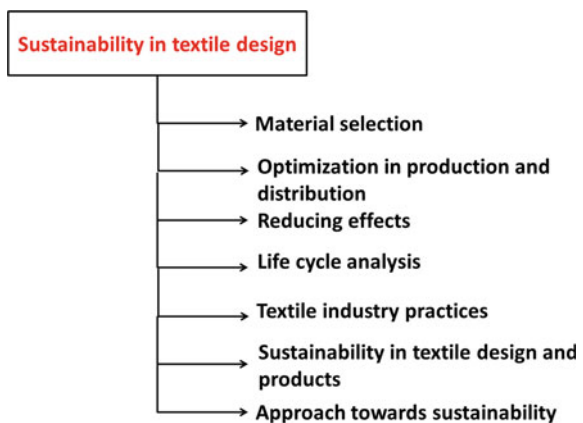 Sustainability in textile design
Material selection
Optimization in production and
distribution
Reducing effects
Life cycle analysis
Textile industry practices
Sustainability in textile design and
products
Approach towards sustainability